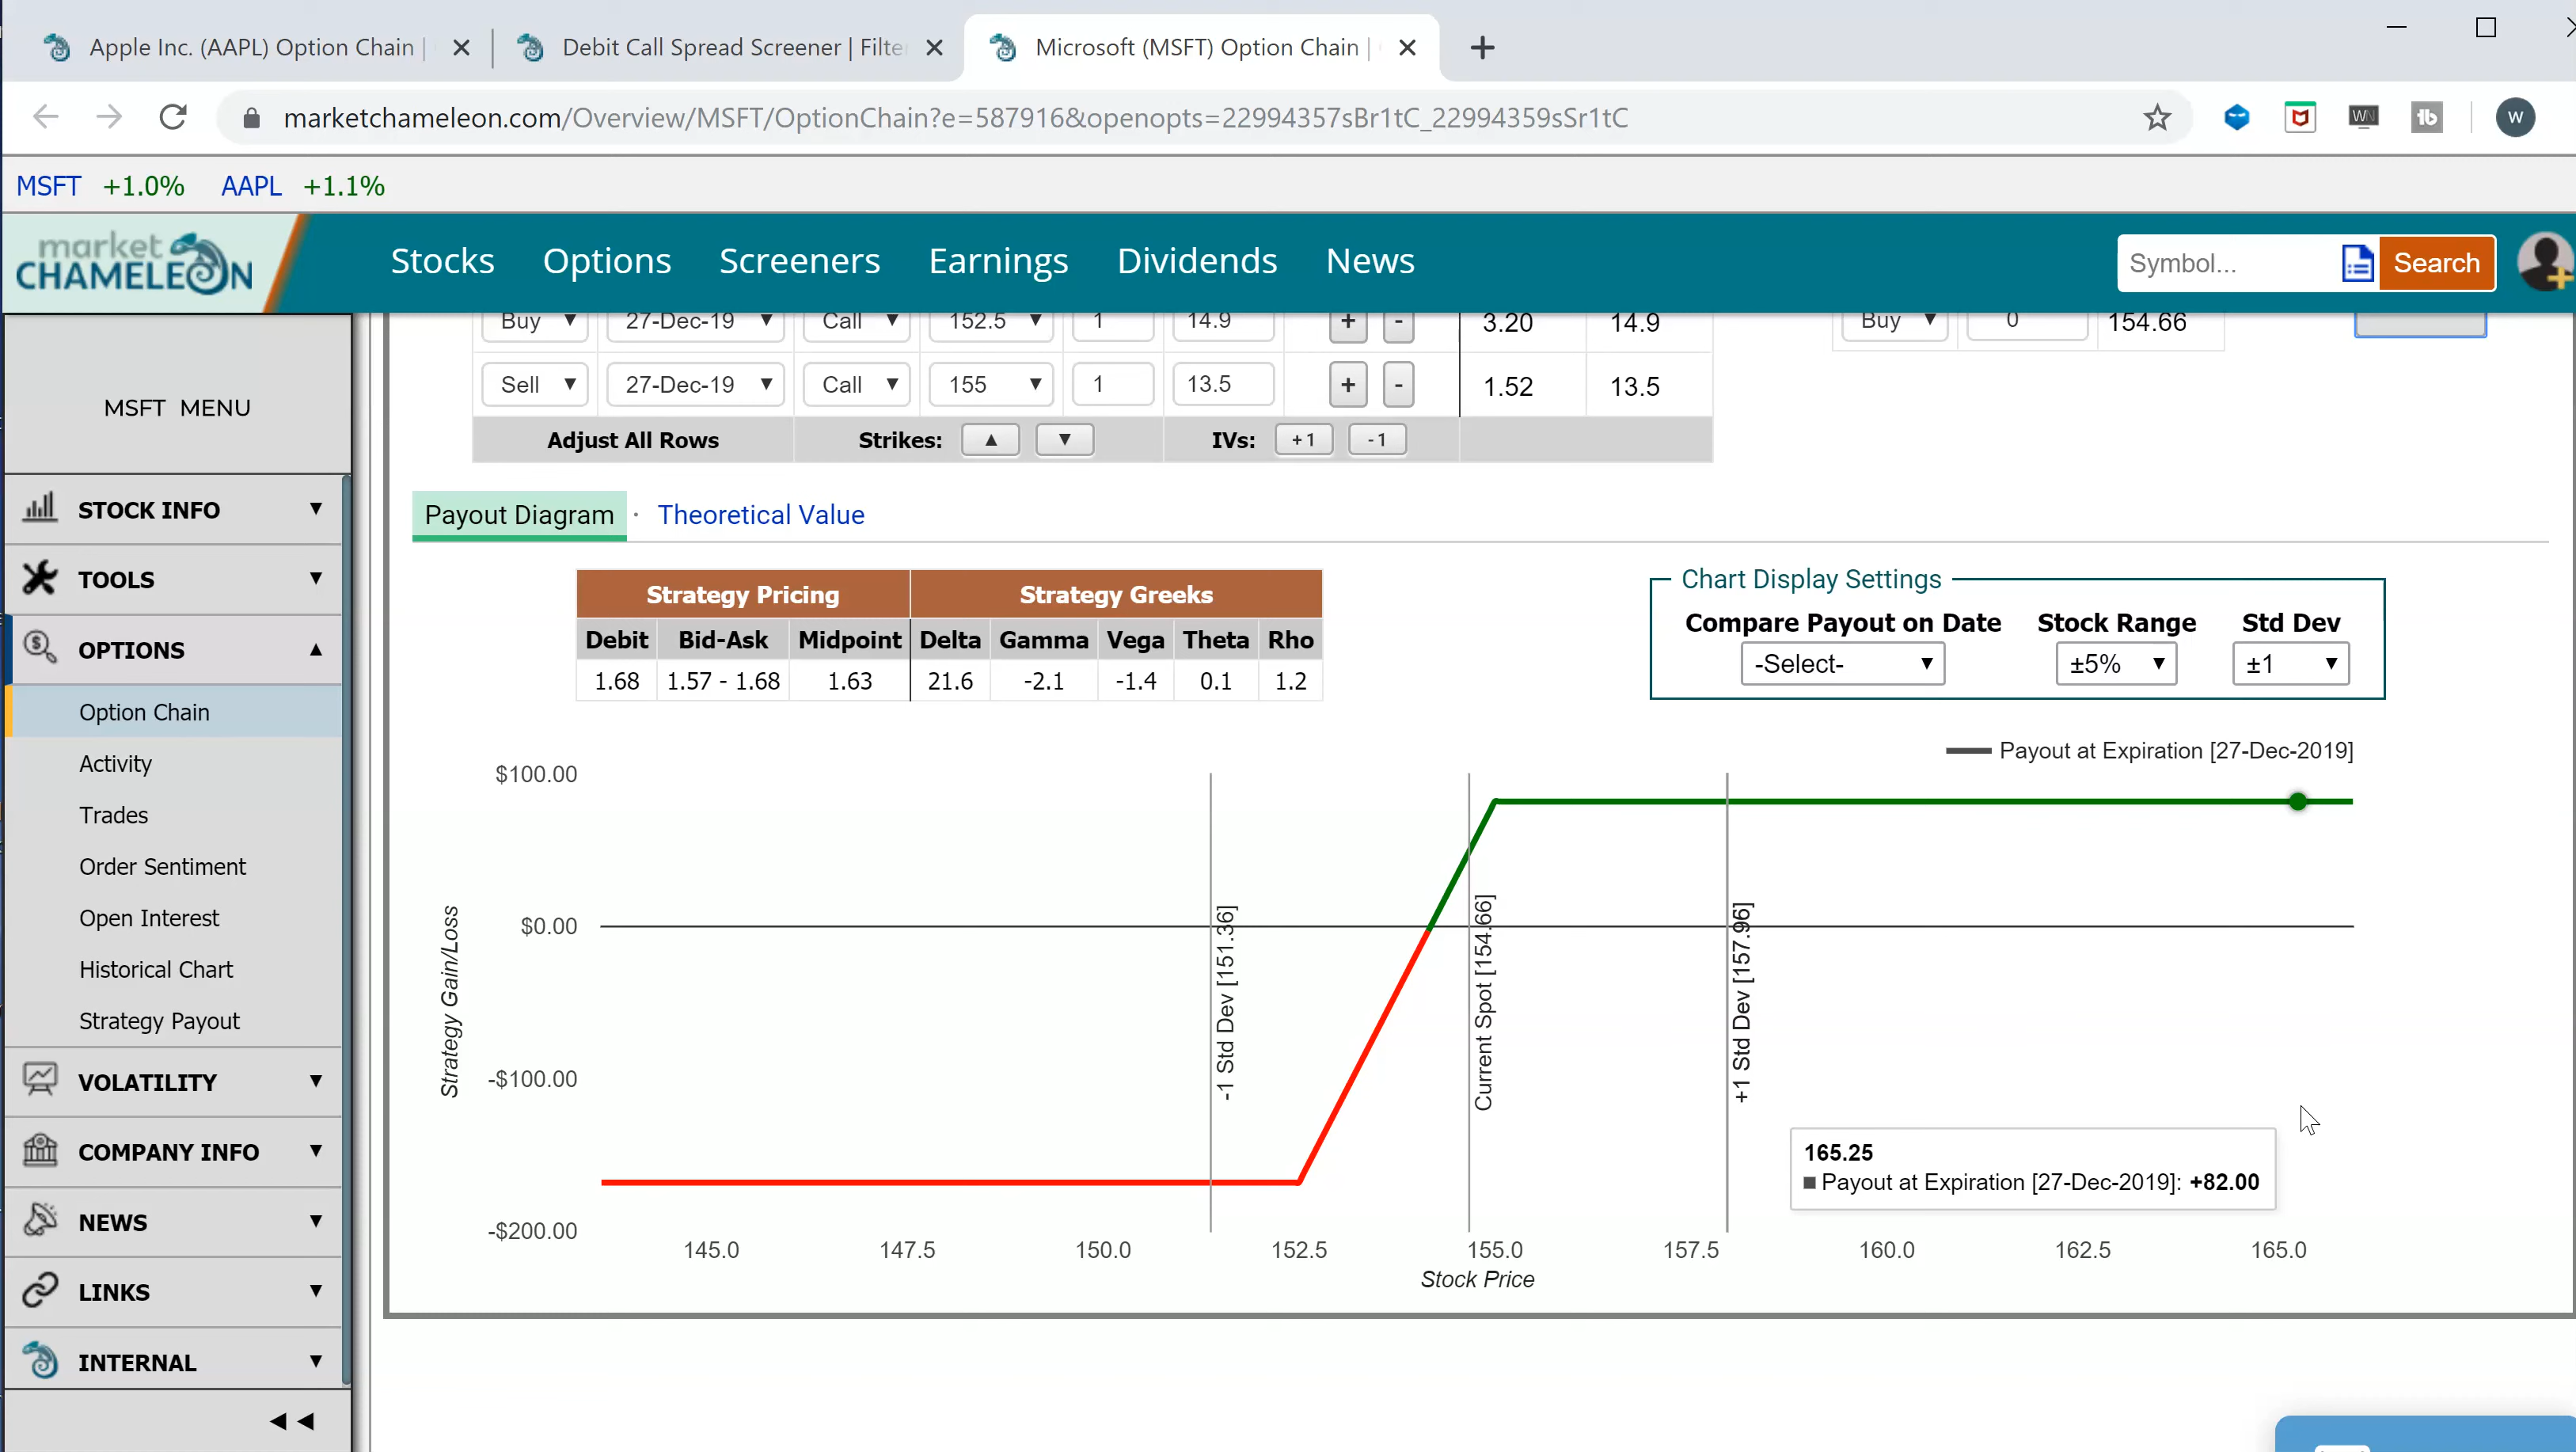 Apple Inc. (AAPL) Option Chain |
Debit Call Spread Screener | Filte
Microsoft (MSFT) Option Chain |
marketchameleon.com/Overview/MSFT/OptionChain?e=587916&openopts=22994357sBr1tC_22994359sSr1tC
WN
tb
W
MSFT +1.0% AAPL +1.1%
market
CHAMELEON
Stocks Options Screeners Earnings Dividends News
Symbol... Search
Buy 27-Dec-19 Call 152.5 1 14.9 + - 3.20 14.9 Buy 0 154.66
Sell 27-Dec-19 Call 155 1 13.5 + - 1.52 13.5
Adjust All Rows Strikes: ▲ ▼ IVs: +1 -1
MSFT MENU
STOCK INFO
TOOLS
OPTIONS
Option Chain
Activity
Trades
Order Sentiment
Open Interest
Historical Chart
Strategy Payout
VOLATILITY
COMPANY INFO
NEWS
LINKS
INTERNAL
Payout Diagram · Theoretical Value
Strategy Pricing Strategy Greeks
Debit Bid-Ask Midpoint Delta Gamma Vega Theta Rho
1.68 1.57 - 1.68 1.63 21.6 -2.1 -1.4 0.1 1.2
Chart Display Settings
Compare Payout on Date Stock Range Std Dev
-Select- ±5% ±1
Payout at Expiration [27-Dec-2019]
$100.00
$0.00
-$100.00
-$200.00
Strategy Gain/Loss
-1 Std Dev [151.36]
Current Spot [154.66]
+1 Std Dev [157.96]
165.25
Payout at Expiration [27-Dec-2019]: +82.00
145.0 147.5 150.0 152.5 155.0 157.5 160.0 162.5 165.0
Stock Price